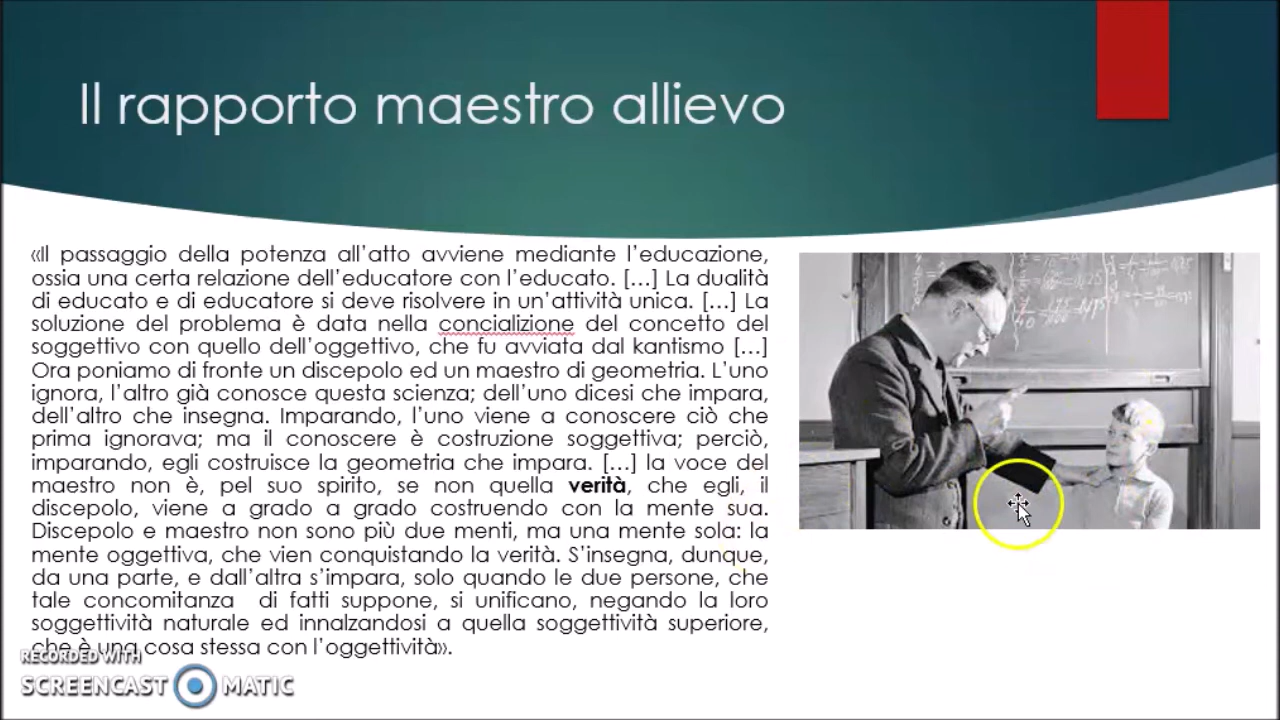 Il rapporto maestro allievo
«Il passaggio della potenza all'atto avviene mediante l'educazione,
ossia una certa relazione dell'educatore con l'educato. […] La dualità
di educato e di educatore si deve risolvere in un'attività unica. […] La
soluzione del problema è data nella concializione del concetto del
soggettivo con quello dell'oggettivo, che fu avviata dal kantismo […]
Ora poniamo di fronte un discepolo ed un maestro di geometria. L'uno
ignora, l'altro già conosce questa scienza; dell'uno dicesi che impara,
dell'altro che insegna. Imparando, l'uno viene a conoscere ciò che
prima ignorava; ma il conoscere è costruzione soggettiva; perciò,
imparando, egli costruisce la geometria che impara. […] la voce del
maestro non è, pel suo spirito, se non quella verità, che egli, il
discepolo, viene a grado a grado costruendo con la mente sua.
Discepolo e maestro non sono più due menti, ma una mente sola: la
mente oggettiva, che vien conquistando la verità. S'insegna, dunque,
da una parte, e dall'altra s'impara, solo quando le due persone, che
tale concomitanza di fatti suppone, si unificano, negando la loro
soggettività naturale ed innalzandosi a quella soggettività superiore,
che è una cosa stessa con l'oggettività».
RECORDED WITH
SCREENCAST MATIC